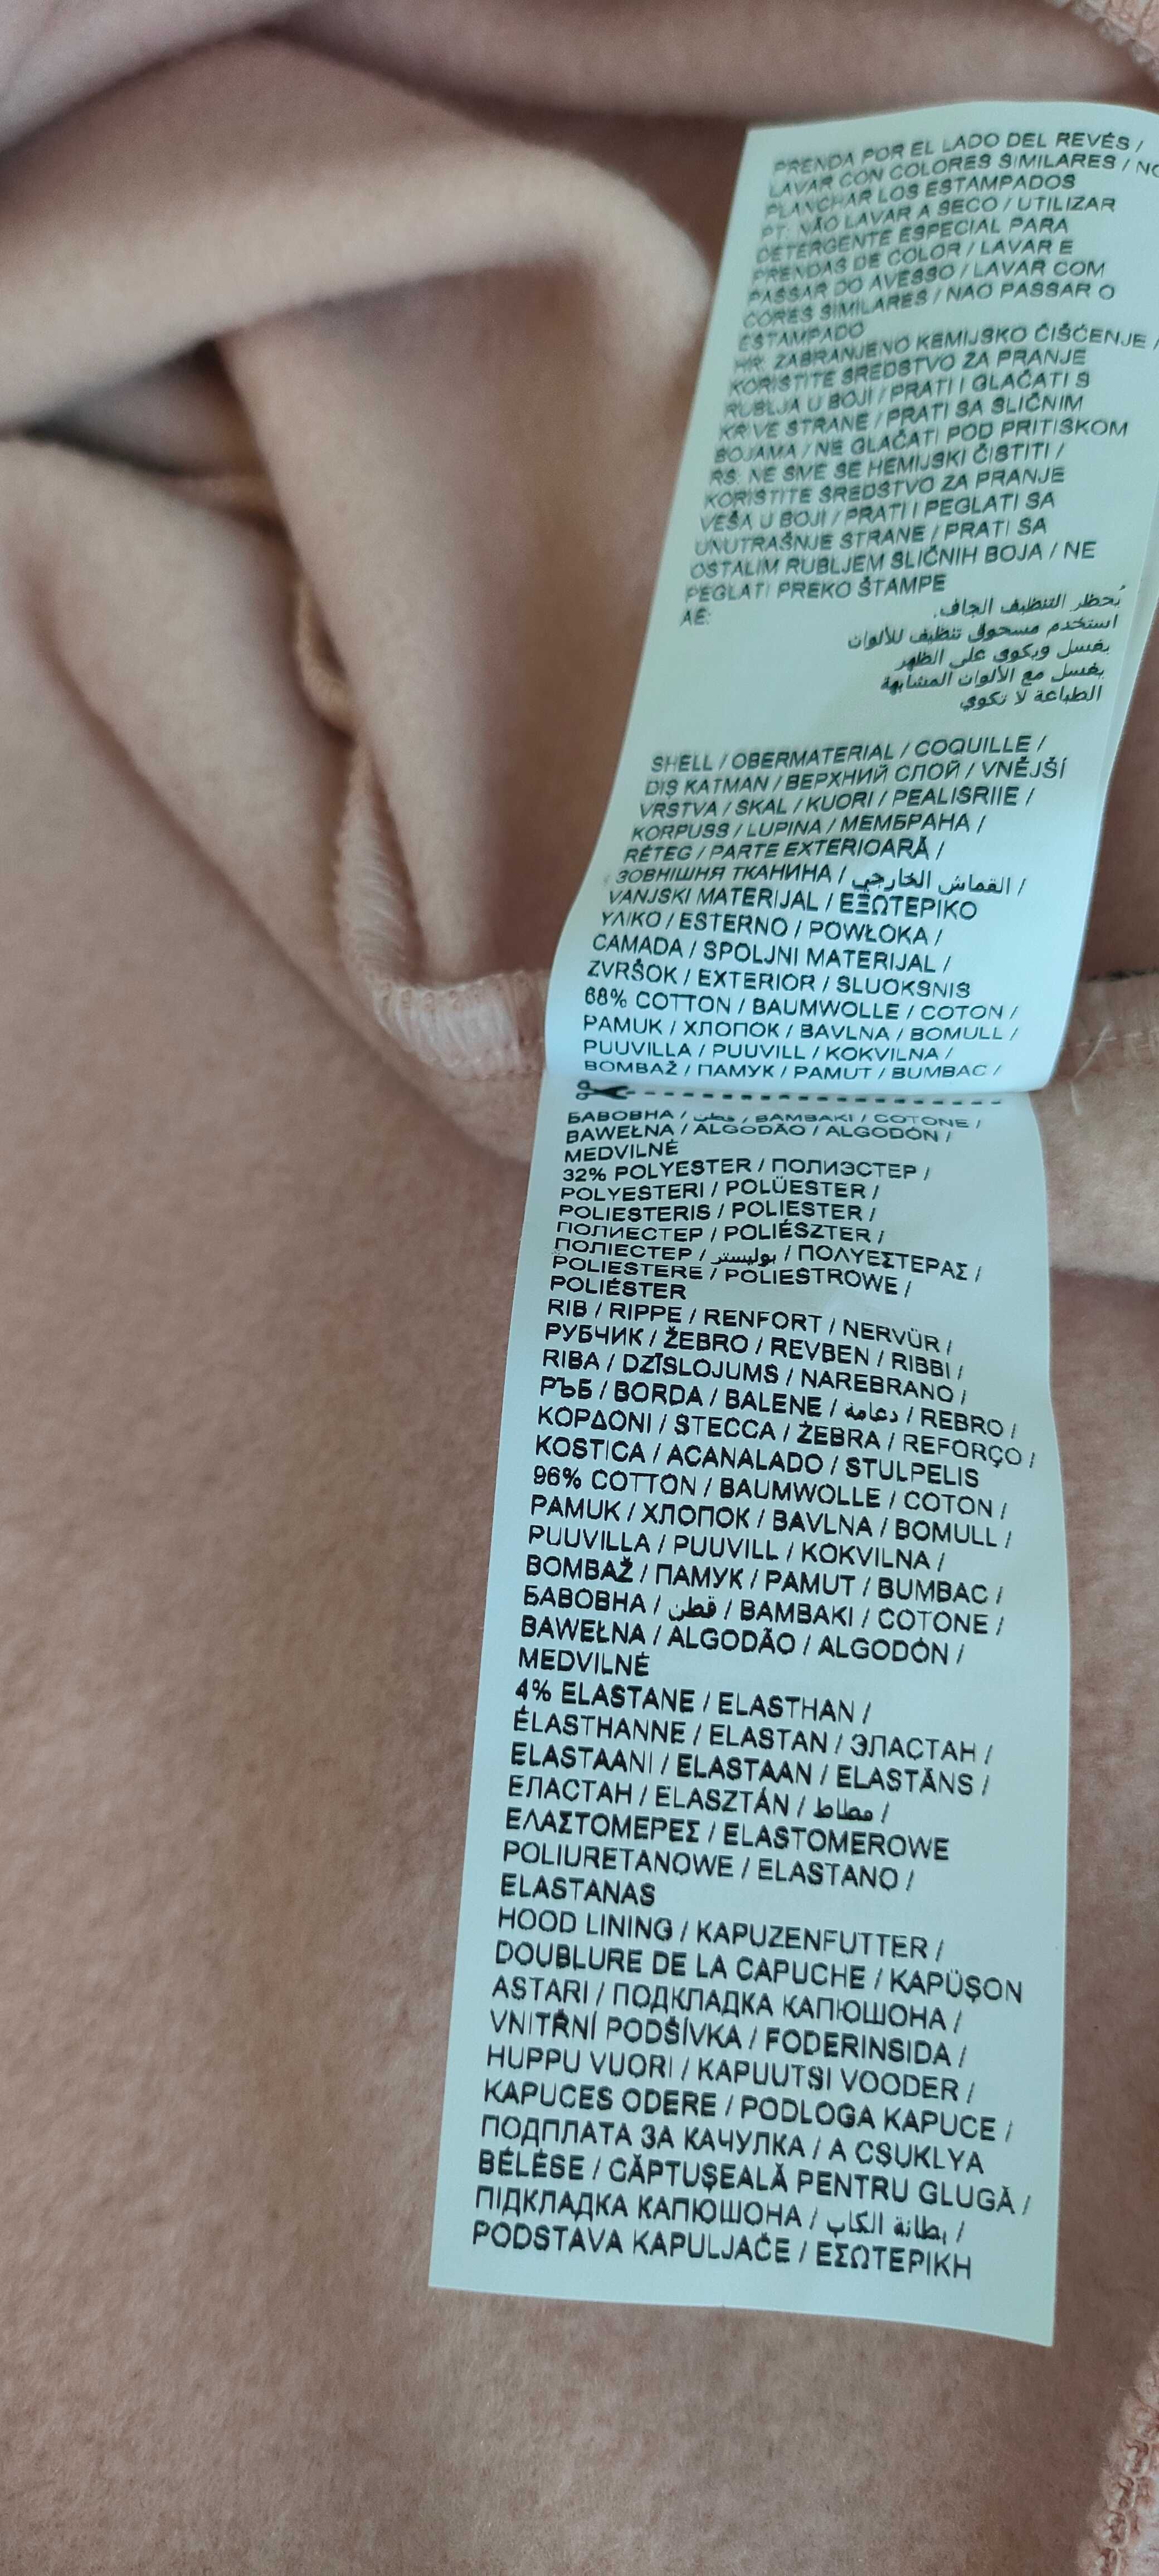 PRENDA POR EL LADO DEL REVÉS /
LAVAR CON COLORES SIMILARES / NO
PLANCHAR LOS ESTAMPADOS
PT: NÃO LAVAR A SECO / UTILIZAR
DETERGENTE ESPECIAL PARA
PRENDAS DE COLOR / LAVAR E
PASSAR DO AVESSO / LAVAR COM
CORES SIMILARES / NÃO PASSAR O
ESTAMPADO
HR: ZABRANJENO KEMIJSKO ČIŠĆENJE /
KORISTITE SREDSTVO ZA PRANJE
RUBLJA U BOJI / PRATI I GLAČATI S
KRIVE STRANE / PRATI SA SLIČNIM
BOJAMA / NE GLAČATI POD PRITISKOM
RS: NE SME SE HEMIJSKI ČISTITI /
KORISTITE SREDSTVO ZA PRANJE
VEŠA U BOJI / PRATI I PEGLATI SA
UNUTRAŠNJE STRANE / PRATI SA
OSTALIM RUBLJEM SLIČNIH BOJA / NE
PEGLATI PREKO ŠTAMPE
AE:
يُحظر التنظيف الجاف.
استخدم مسحوق تنظيف للألوان
يغسل ويكوى على الظهر
يغسل مع الألوان المشابهة
الطباعة لا تكوي
SHELL / OBERMATERIAL / COQUILLE /
DIŞ KATMAN / ВЕРХНИЙ СЛОЙ / VNĚJŠÍ
VRSTVA / SKAL / KUORI / PEALISRIIE /
KORPUSS / LUPINA / МЕМБРАНА /
RÉTEG / PARTE EXTERIOARĂ /
ЗОВНІШНЯ ТКАНИНА / القماش الخارجي /
VANJSKI MATERIJAL / ΕΞΩΤΕΡΙΚΟ
ΥΛΙΚΟ / ESTERNO / POWŁOKA /
CAMADA / SPOLJNI MATERIJAL /
ZVRŠOK / EXTERIOR / SLUOKSNIS
68% COTTON / BAUMWOLLE / COTON /
PAMUK / ХЛОПОК / BAVLNA / BOMULL /
PUUVILLA / PUUVILL / KOKVILNA /
BOMBAŽ / ПАМУК / PAMUT / BUMBAC /
БАВОВНА / قطن / BAMBAKI / COTONE /
BAWEŁNA / ALGODÃO / ALGODÓN /
MEDVILNĖ
32% POLYESTER / ПОЛИЭСТЕР /
POLYESTERI / POLÜESTER /
POLIESTERIS / POLIESTER /
ПОЛИЕСТЕР / POLIÉSZTER /
ПОЛІЕСТЕР / بوليستر / ΠΟΛΥΕΣΤΕΡΑΣ /
POLIESTERE / POLIESTROWE /
POLIÉSTER
RIB / RIPPE / RENFORT / NERVÜR /
РУБЧИК / ŽEBRO / REVBEN / RIBBI /
RIBA / DZĪSLOJUMS / NAREBRANO /
РЪБ / BORDA / BALENE / دعامة / REBRO /
ΚΟΡΔΟΝΙ / STECCA / ŻEBRA / REFORÇO /
KOSTICA / ACANALADO / STULPELIS
96% COTTON / BAUMWOLLE / COTON /
PAMUK / ХЛОПОК / BAVLNA / BOMULL /
PUUVILLA / PUUVILL / KOKVILNA /
BOMBAŽ / ПАМУК / PAMUT / BUMBAC /
БАВОВНА / قطن / BAMBAKI / COTONE /
BAWEŁNA / ALGODÃO / ALGODÓN /
MEDVILNĖ
4% ELASTANE / ELASTHAN /
ÉLASTHANNE / ELASTAN / ЭЛАСТАН /
ELASTAANI / ELASTAAN / ELASTĀNS /
ЕЛАСТАН / ELASZTÁN / مطاط /
ΕΛΑΣΤΟΜΕΡΕΣ / ELASTOMEROWE
POLIURETANOWE / ELASTANO /
ELASTANAS
HOOD LINING / KAPUZENFUTTER /
DOUBLURE DE LA CAPUCHE / KAPÜŞON
ASTARI / ПОДКЛАДКА КАПЮШОНА /
VNITŘNÍ PODŠÍVKA / FODERINSIDA /
HUPPU VUORI / KAPUUTSI VOODER /
KAPUCES ODERE / PODLOGA KAPUCE /
ПОДПЛАТА ЗА КАЧУЛКА / A CSUKLYA
BÉLÉSE / CĂPTUȘEALĂ PENTRU GLUGĂ /
ПІДКЛАДКА КАПЮШОНА / بطانة الكاب /
PODSTAVA KAPULJAČE / ΕΣΩΤΕΡΙΚΗ